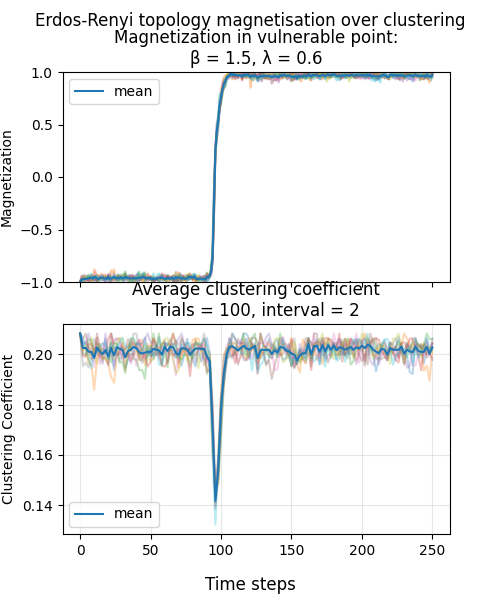 Erdos-Renyi topology magnetisation over clustering
Magnetization in vulnerable point:
β = 1.5, λ = 0.6
1.0
0.5
0.0
−0.5
−1.0
Magnetization
mean
Average clustering coefficient
Trials = 100, interval = 2
0.20
0.18
0.16
0.14
Clustering Coefficient
mean
0
50
100
150
200
250
Time steps